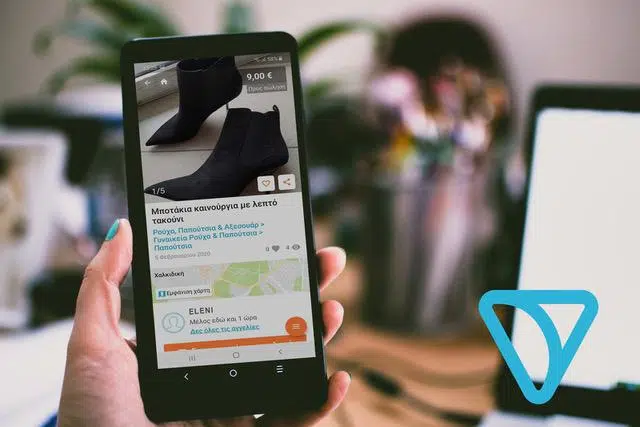 58%
9,00 €
Προς πώληση
1/5
Μποτάκια καινούργια με λεπτό
τακούνι
Ρούχα, Παπούτσια & Αξεσουάρ >
Γυναικεία Ρούχα & Παπούτσια >
Παπούτσια
5 Φεβρουαρίου 2020
0 4
Χαλκιδική
Εμφάνιση χάρτη
ELENI
Μέλος εδώ και 1 ώρα
Δες όλες τις αγγελίες